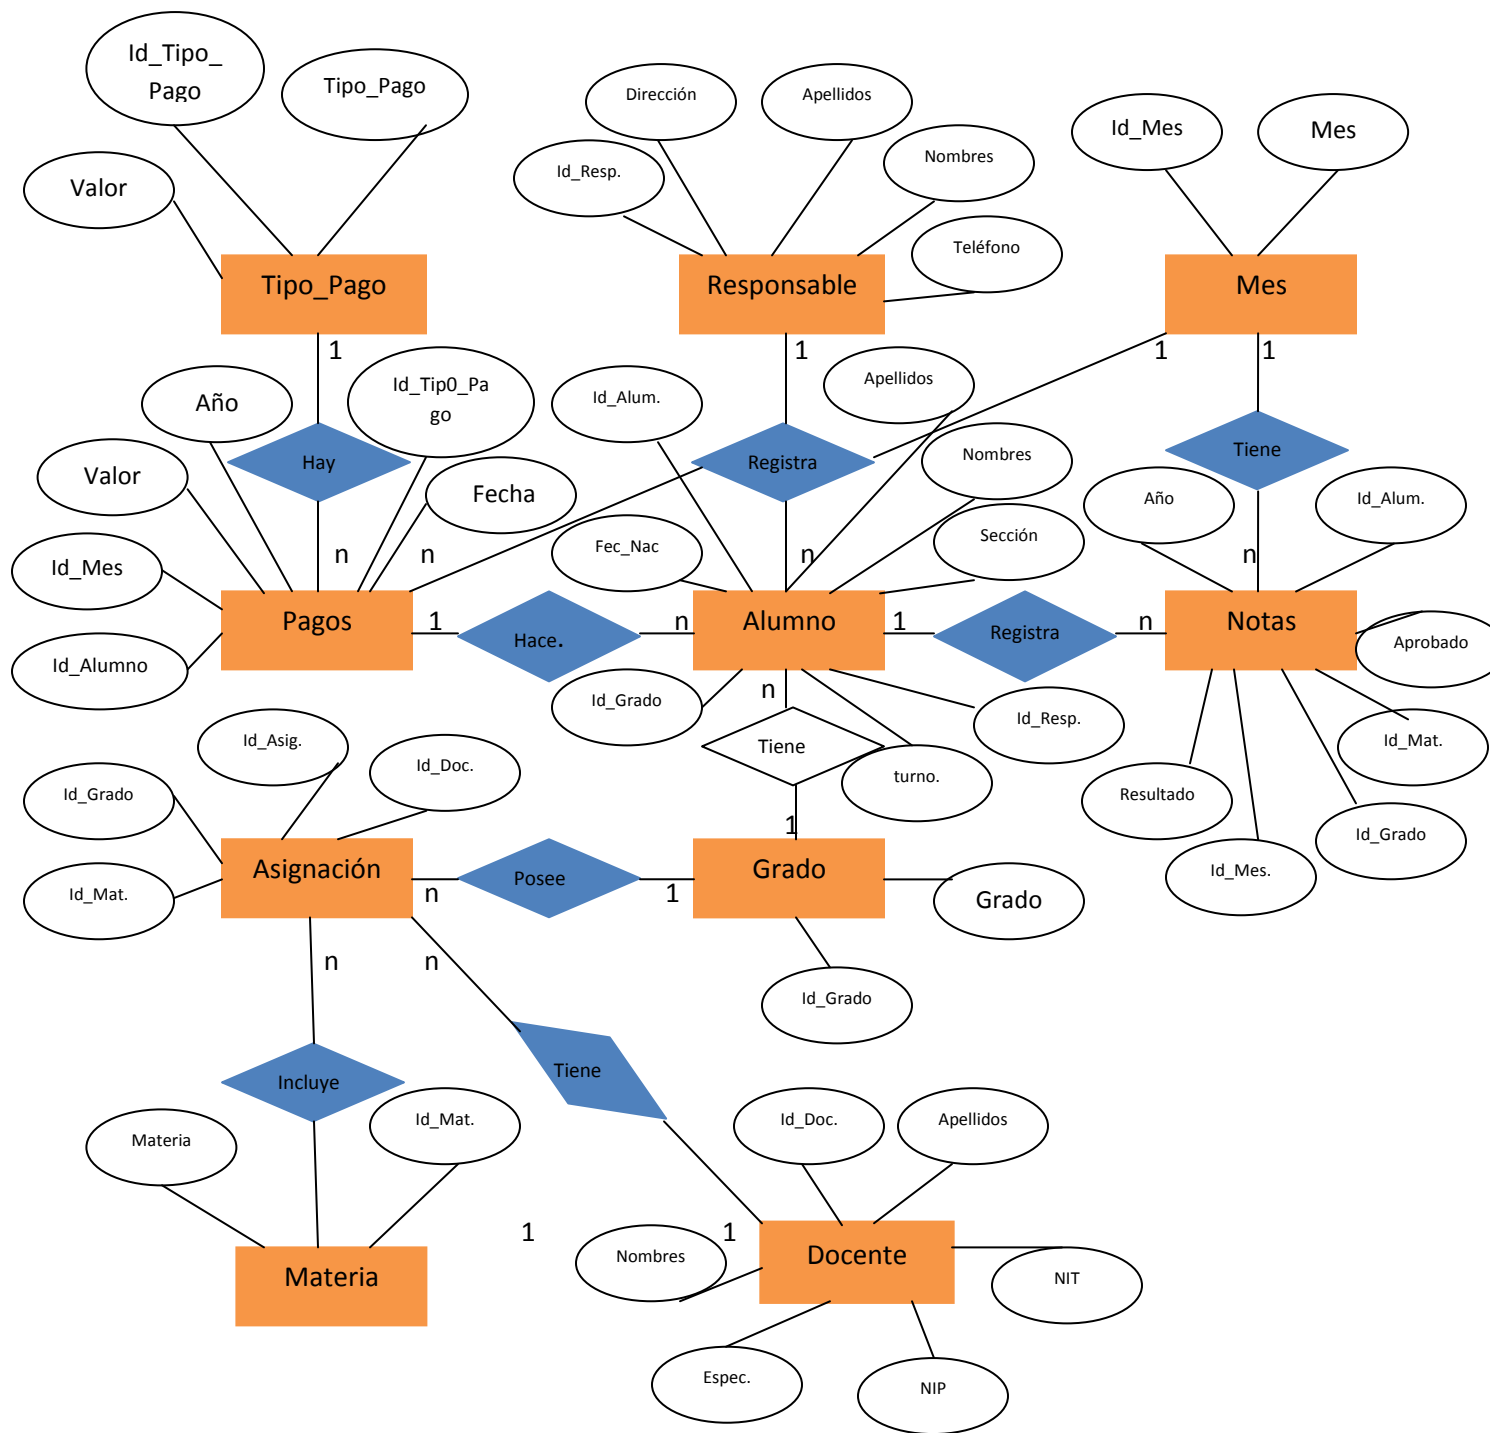 Id_Tipo_
Pago
Tipo_Pago
Dirección
Apellidos
Id_Mes
Mes
Valor
Id_Resp.
Nombres
Teléfono
Tipo_Pago
Responsable
Mes
1
1
1
1
Año
Id_Tip0_Pa
go
Id_Alum.
Apellidos
Hay
Registra
Tiene
Valor
Fecha
Nombres
Año
Id_Alum.
Id_Mes
n
n
Fec_Nac
n
Sección
n
Pagos
1
Hace.
n
Alumno
1
Registra
n
Notas
Aprobado
Id_Alumno
Id_Grado
n
Id_Resp.
Id_Mat.
Id_Asig.
Id_Doc.
Tiene
turno.
Id_Grado
Resultado
1
Id_Grado
Asignación
n
Posee
1
Grado
Grado
Id_Mes.
Id_Mat.
n
n
Id_Grado
Incluye
Tiene
Materia
Id_Mat.
Id_Doc.
Apellidos
1
1
Nombres
Docente
NIT
Materia
Espec.
NIP